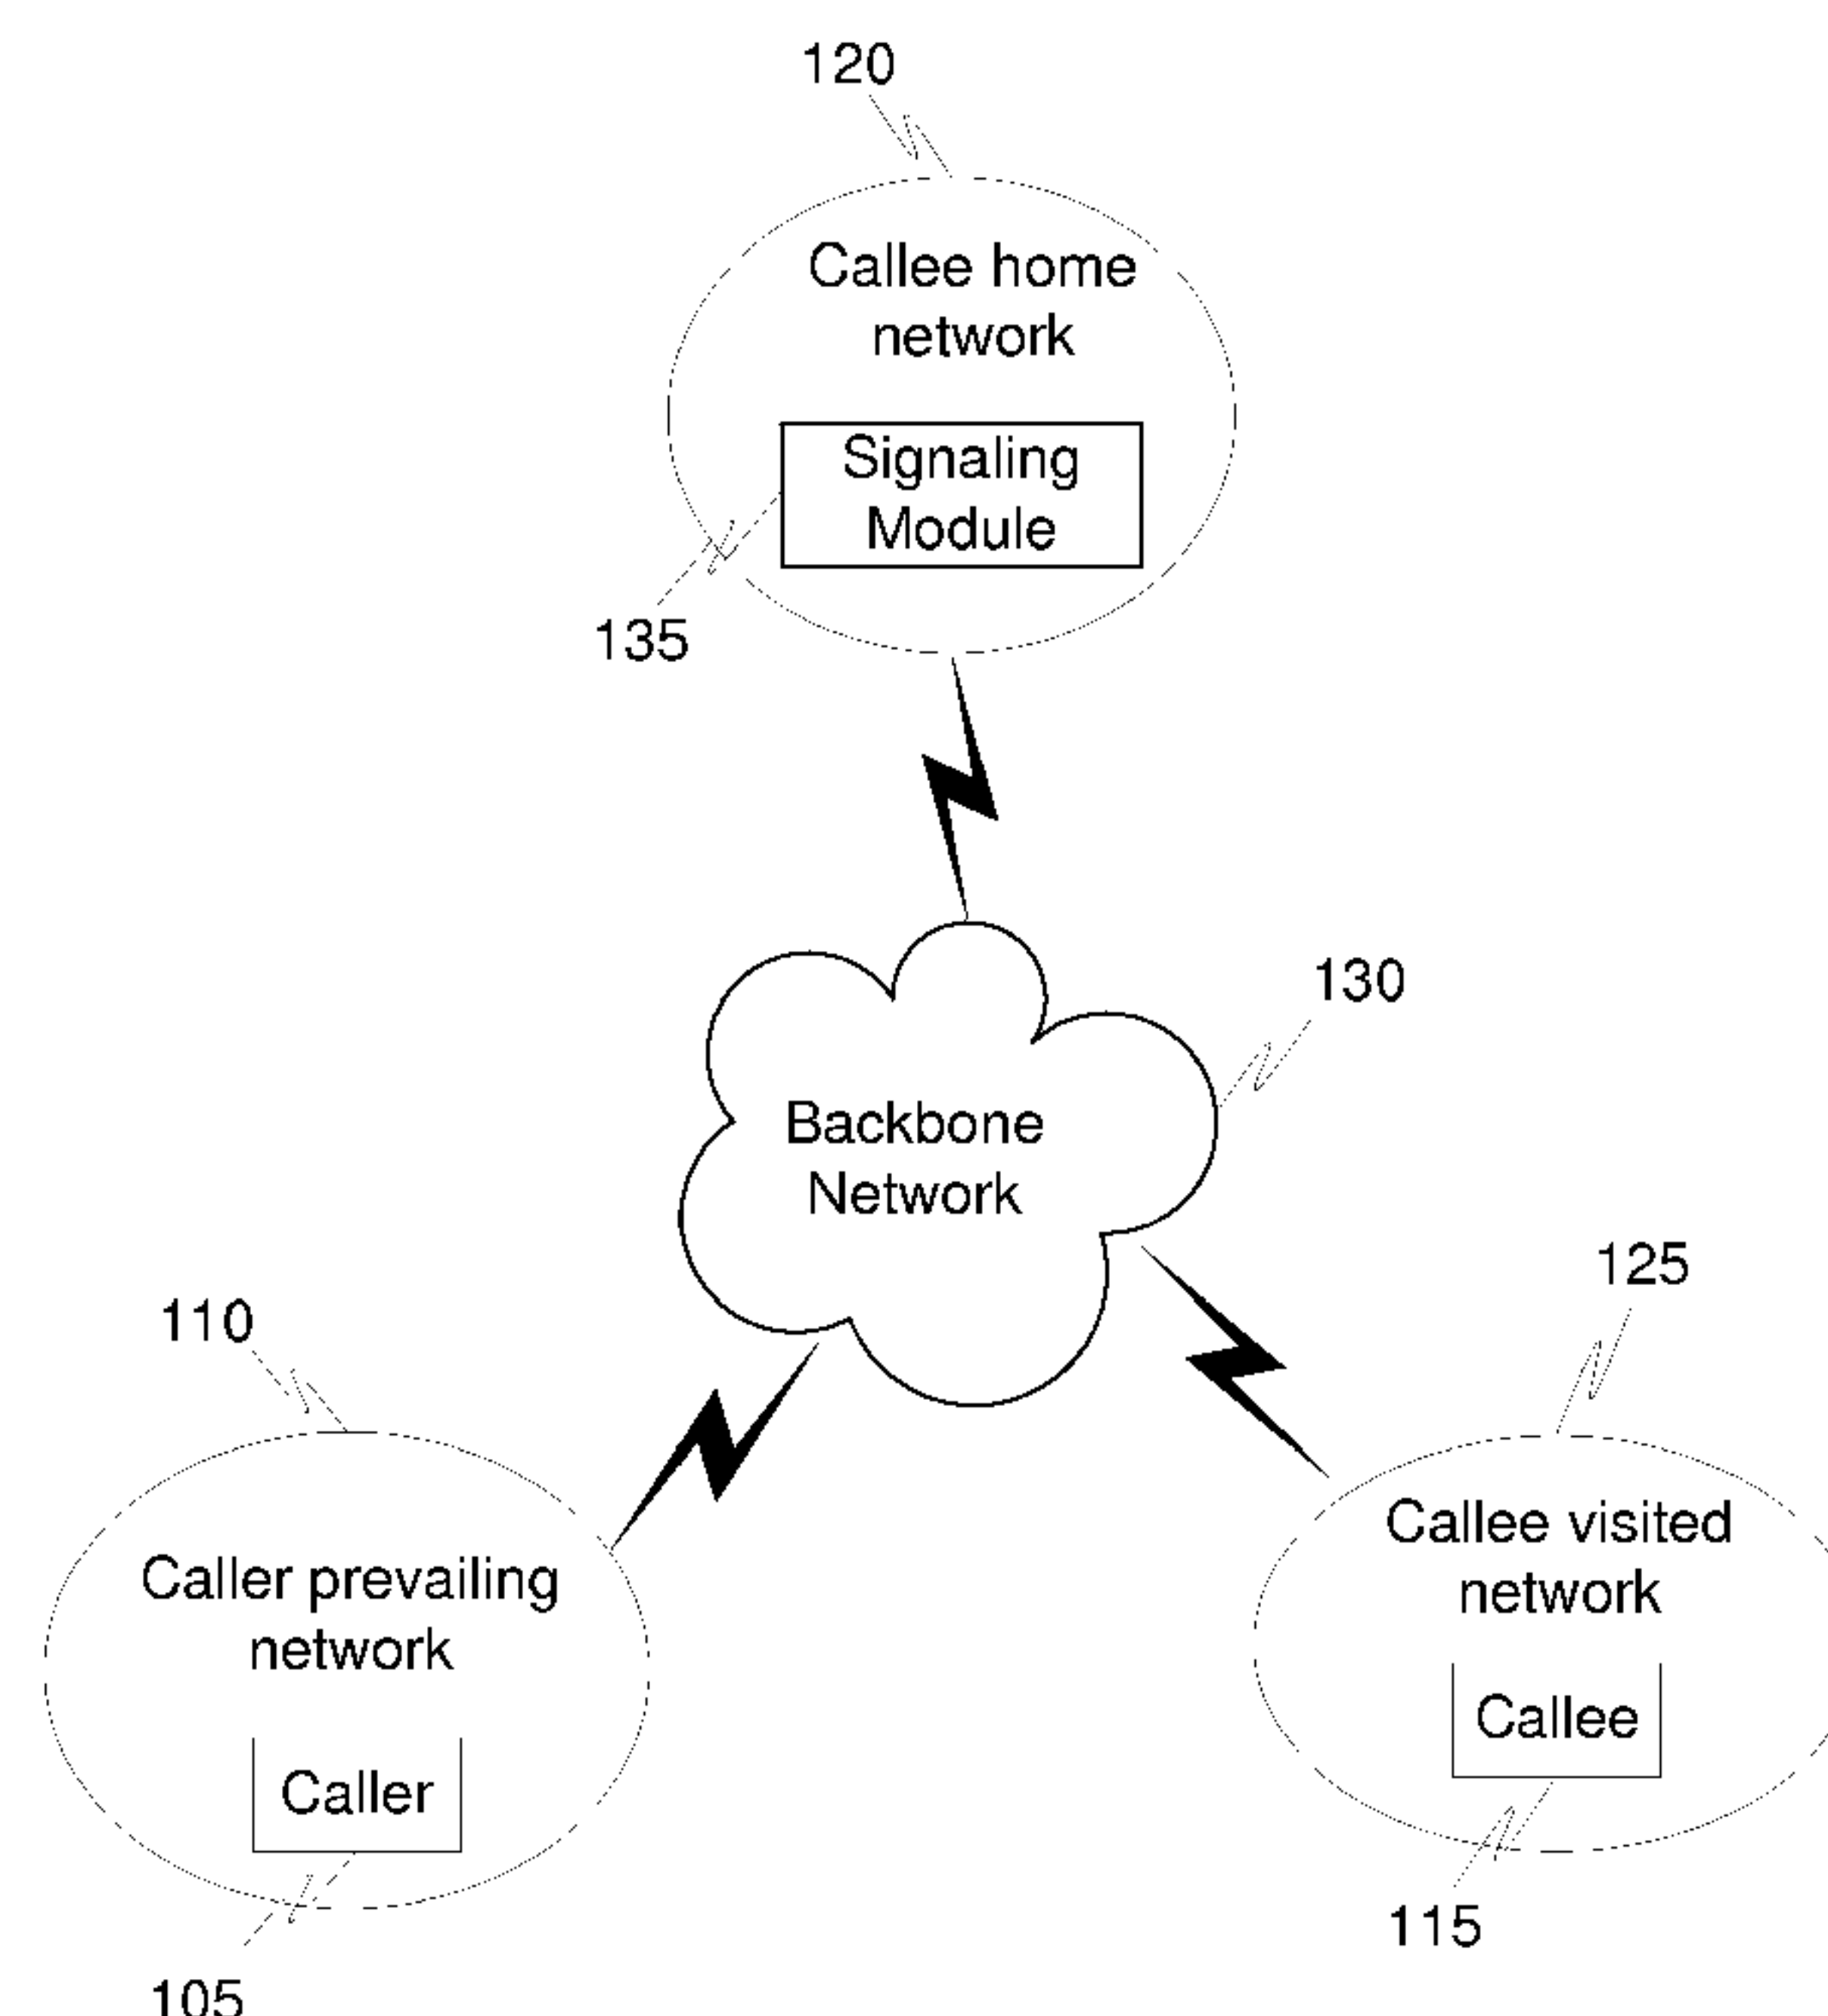 120
Callee home
network
Signaling
Module
135
130
Backbone
Network
125
110
Callee visited
network
Caller prevailing
network
Callee
Caller
115
105